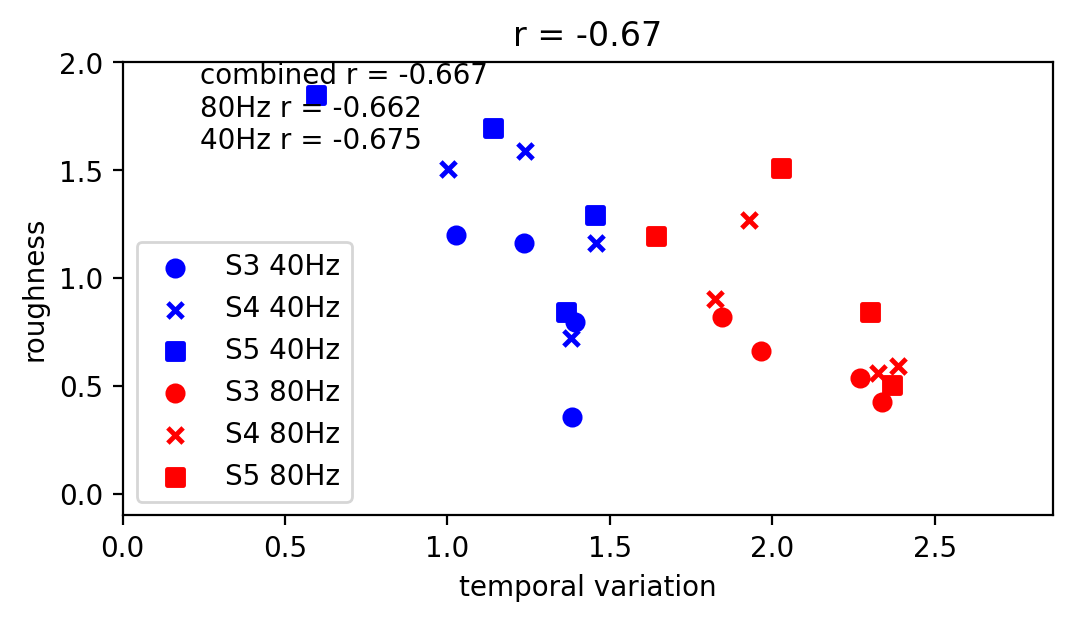 r = -0.67
combined r = -0.667
80Hz r = -0.662
40Hz r = -0.675
roughness
2.0
1.5
1.0
0.5
0.0
S3 40Hz
S4 40Hz
S5 40Hz
S3 80Hz
S4 80Hz
S5 80Hz
0.0 0.5 1.0 1.5 2.0 2.5
temporal variation